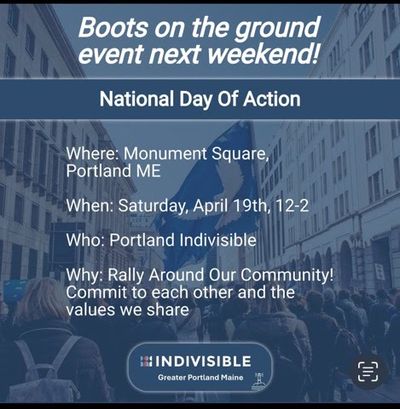 Boots on the ground
event next weekend!
National Day Of Action
Where: Monument Square,
Portland ME
When: Saturday, April 19th, 12-2
Who: Portland Indivisible
Why: Rally Around Our Community!
Commit to each other and the
values we share
INDIVISIBLE
Greater Portland Maine